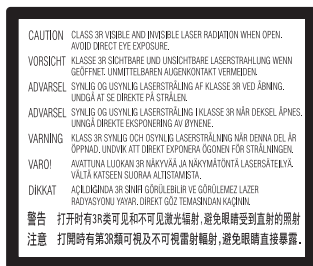 CAUTION CLASS 3R VISIBLE AND INVISIBLE LASER RADIATION WHEN OPEN.
AVOID DIRECT EYE EXPOSURE.
VORSICHT KLASSE 3R SICHTBARE UND UNSICHTBARE LASERSTRAHLUNG WENN
GEÖFFNET. UNMITTELBAREN AUGENKONTAKT VERMEIDEN.
ADVARSEL SYNLIG OG USYNLIG LASERSTRÅLING AF KLASSE 3R VED ÅBNING.
UNDGÅ AT SE DIREKTE PÅ STRÅLEN.
ADVARSEL SYNLIG OG USYNLIG LASERSTRÅLING I KLASSE 3R NÅR DEKSEL ÅPNES.
UNNGÅ DIREKTE EKSPONERING AV ØYNENE.
VARNING KLASS 3R SYNLIG OCH OSYNLIG LASERSTRÅLNING NÄR DENNA DEL ÄR
ÖPPNAD. UNDVIK ATT DIREKT EXPONERA ÖGONEN FÖR STRÅLNINGEN.
VARO! AVATTUNA LUOKAN 3R NÄKYVÄÄ JA NÄKYMÄTÖNTÄ LASERSÄTEILYÄ.
VÄLTÄ KATSEEN SUORAA ALTISTAMISTA.
DIKKAT AÇILDIĞINDA 3R SINIFI GÖRÜLEBILIR VE GÖRÜLEMEZ LAZER
RADYASYONU YAYAR. DIREKT GÖZ TEMASINDAN KAÇININ.
警告 打开时有3R类可见和不可见激光辐射,避免眼睛受到直射的照射
注意 打開時有第3R類可視及不可視雷射輻射,避免眼睛直接暴露。